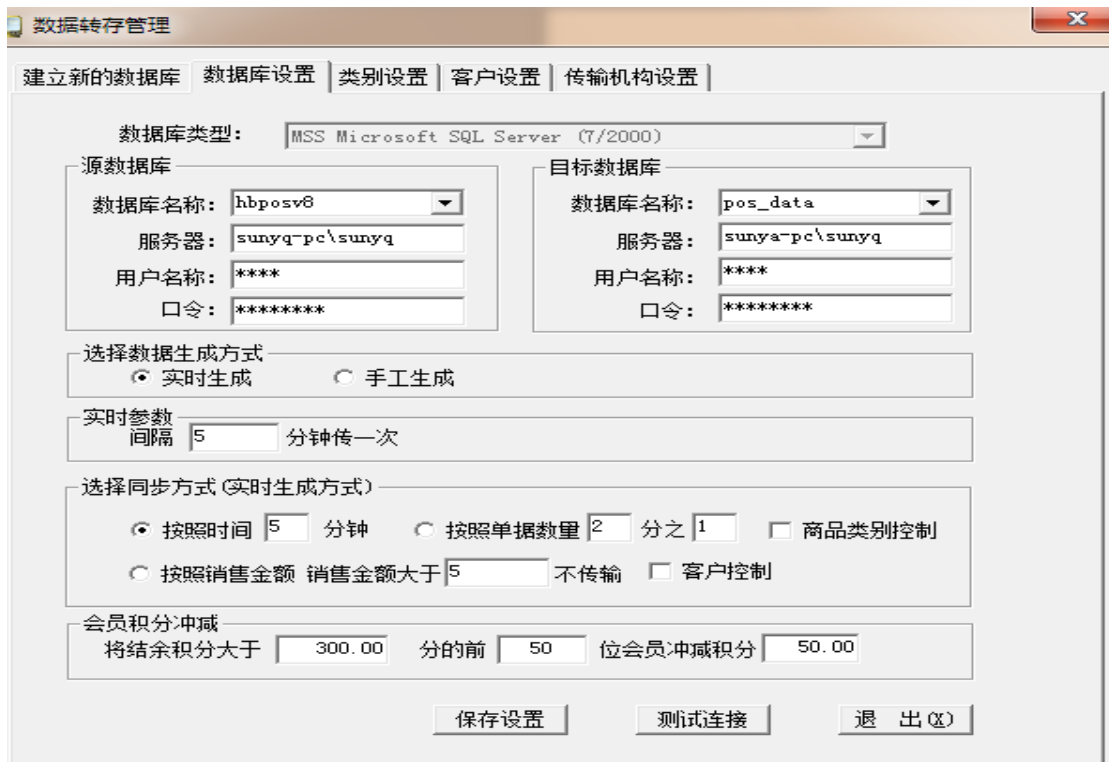 数据转存管理
建立新的数据库 数据库设置 类别设置 客户设置 传输机构设置
数据库类型： MSS Microsoft SQL Server (7/2000)
源数据库
数据库名称： hbposv8
服务器： sunyq-pc\sunyq
用户名称： ****
口令： ********
目标数据库
数据库名称： pos_data
服务器： sunya-pc\sunyq
用户名称： ****
口令： ********
选择数据生成方式
实时生成 手工生成
实时参数
间隔 5 分钟传一次
选择同步方式(实时生成方式)
按照时间 5 分钟 按照单据数量 2 分之 1 商品类别控制
按照销售金额 销售金额大于 5 不传输 客户控制
会员积分冲减
将结余积分大于 300.00 分的前 50 位会员冲减积分 50.00
保存设置 测试连接 退 出(X)